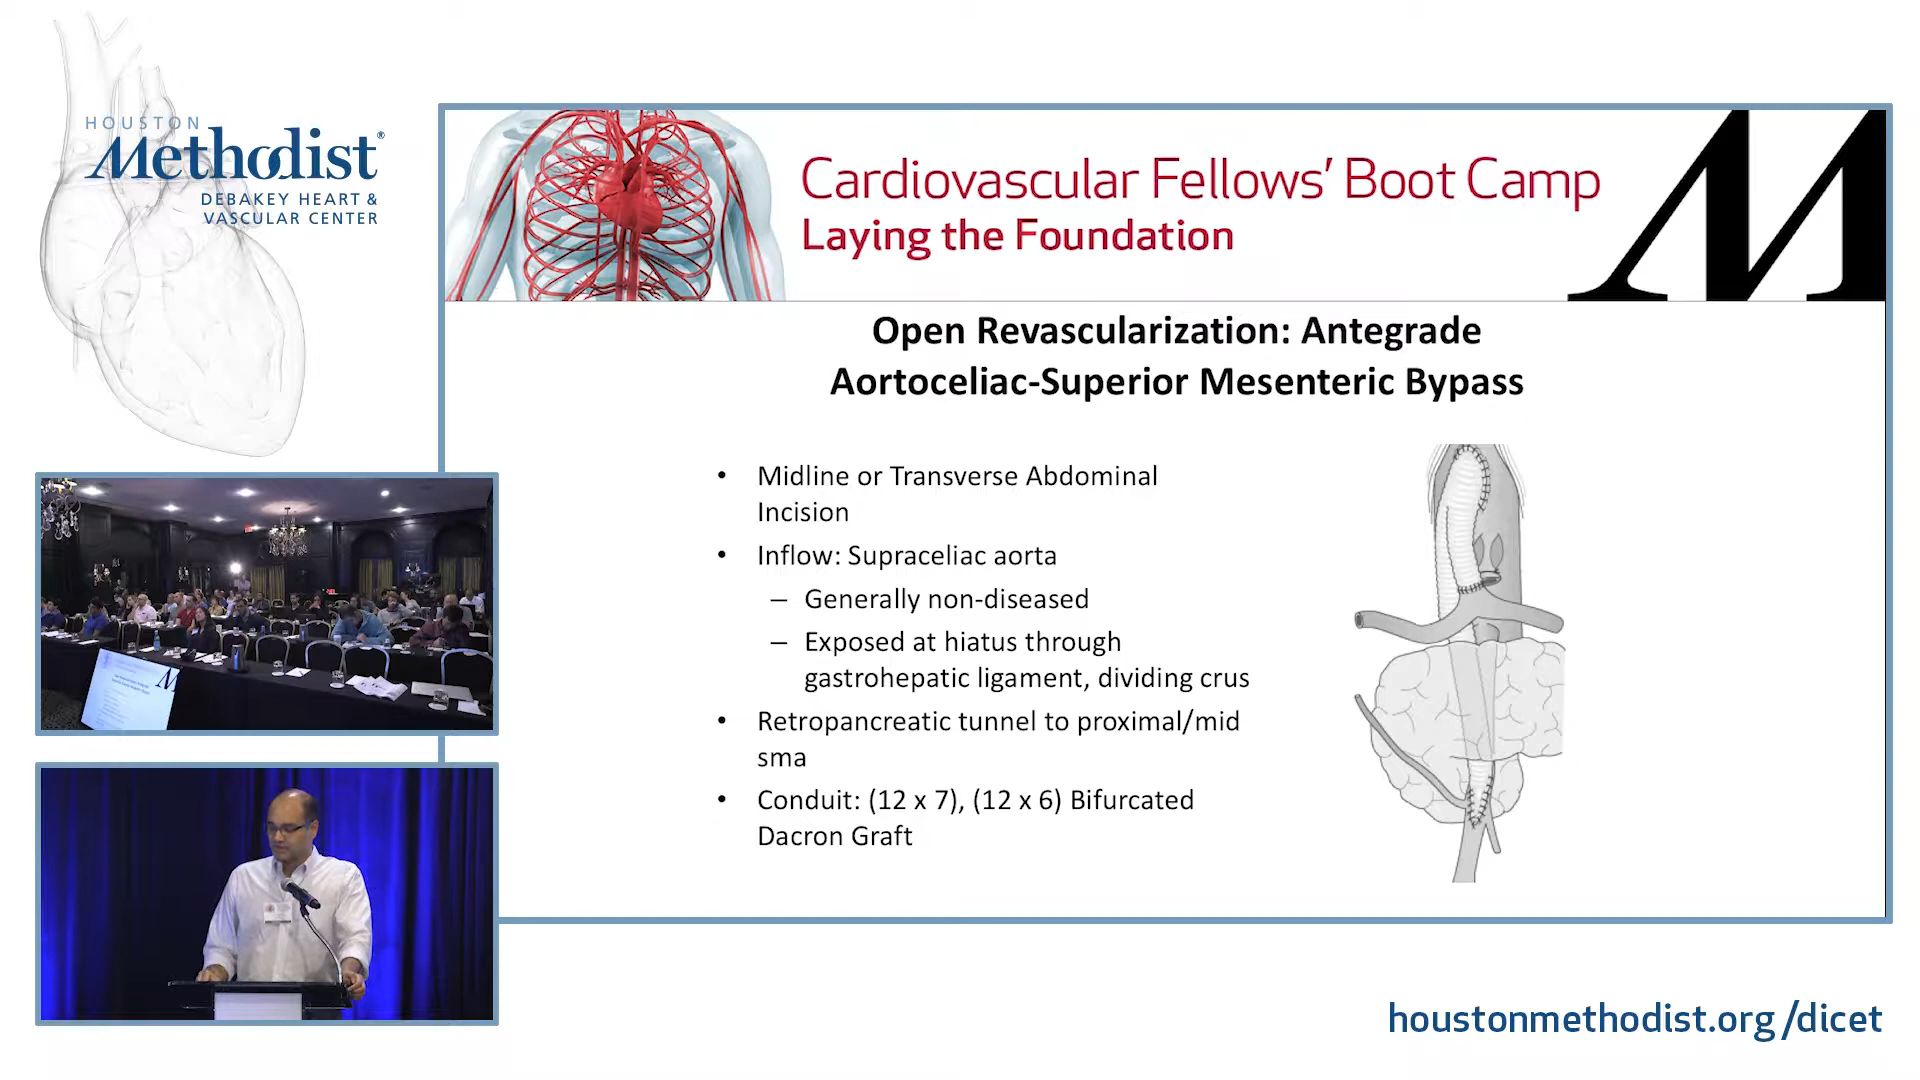 HOUSTON
Methodist®
DEBAKEY HEART &
VASCULAR CENTER
Cardiovascular Fellows’ Boot Camp
Laying the Foundation
M
Open Revascularization: Antegrade
Aortoceliac-Superior Mesenteric Bypass
• Midline or Transverse Abdominal
Incision
• Inflow: Supraceliac aorta
– Generally non-diseased
– Exposed at hiatus through
gastrohepatic ligament, dividing crus
• Retropancreatic tunnel to proximal/mid
sma
• Conduit: (12 x 7), (12 x 6) Bifurcated
Dacron Graft
houstonmethodist.org/dicet